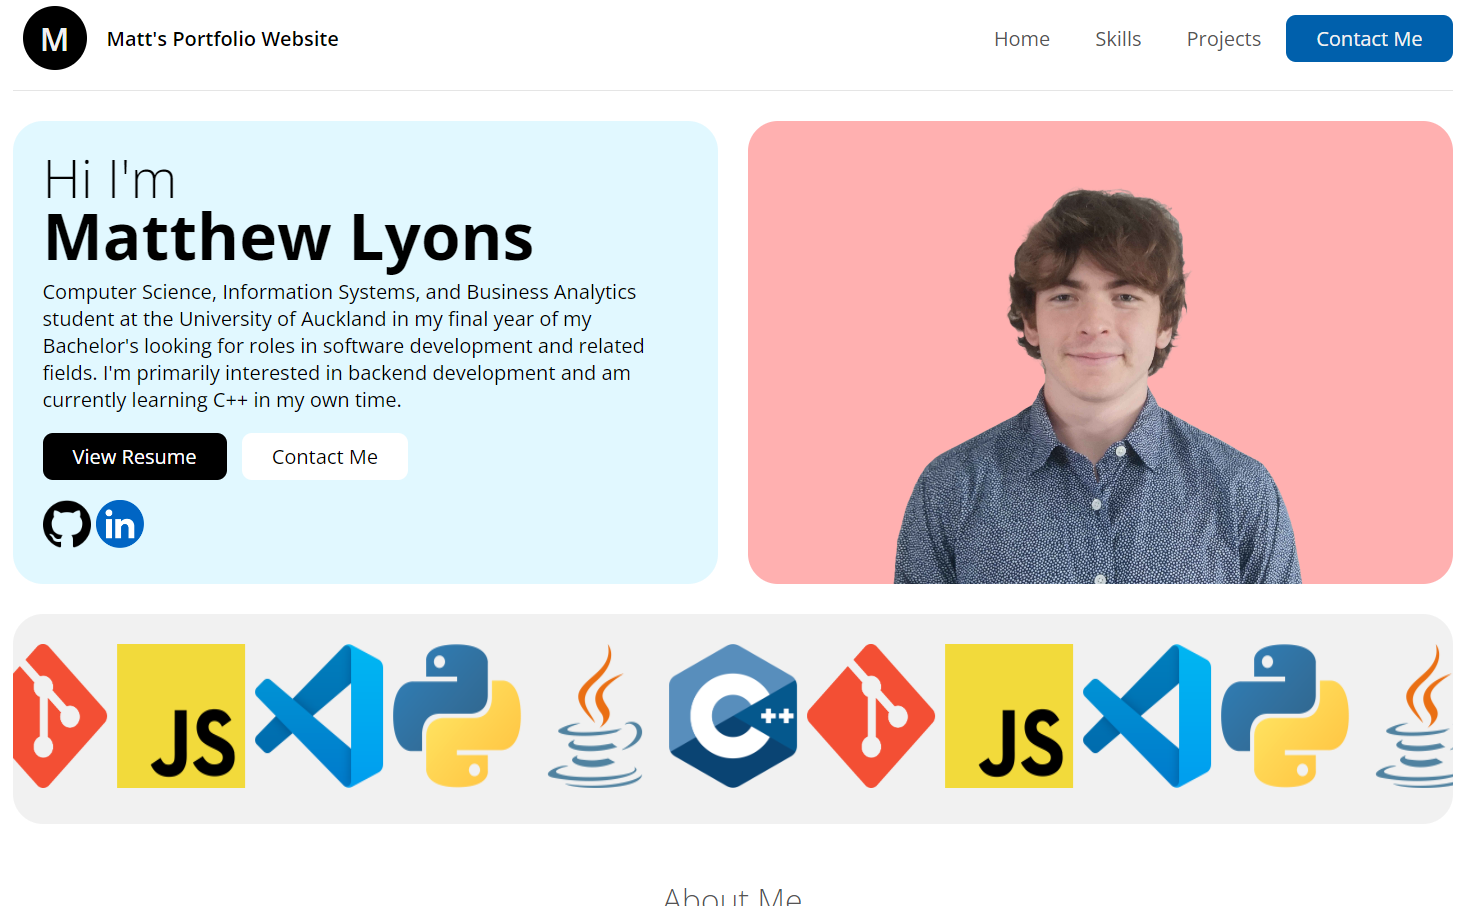 M
Matt's Portfolio Website
Home
Skills
Projects
Contact Me
Hi I'm
Matthew Lyons
Computer Science, Information Systems, and Business Analytics
student at the University of Auckland in my final year of my
Bachelor's looking for roles in software development and related
fields. I'm primarily interested in backend development and am
currently learning C++ in my own time.
View Resume
Contact Me
in
JS
C++
JS
About Me